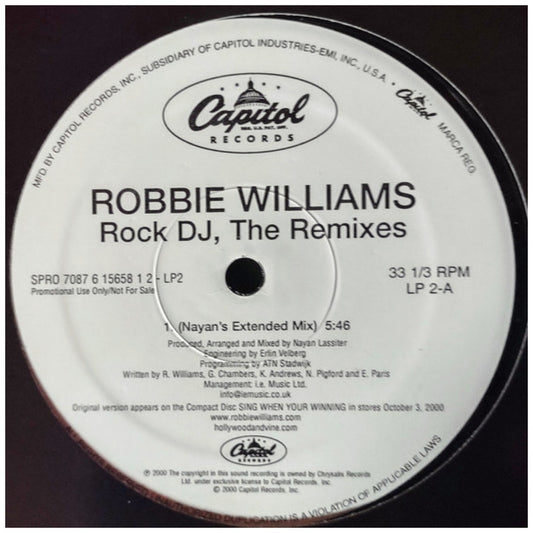 MFD BY CAPITOL RECORDS, INC., SUBSIDIARY OF CAPITOL INDUSTRIES-EMI, INC., U.S.A. • Capitol MARCA REG.
Capitol
REG. U.S. PAT. OFF.
RECORDS
ROBBIE WILLIAMS
Rock DJ, The Remixes
SPRO 7087 6 15658 1 2 - LP2
Promotional Use Only/Not For Sale
33 1/3 RPM
LP 2-A
1. (Nayan's Extended Mix) 5:46
Produced, Arranged and Mixed by Nayan Lassiter
Engineering by Erlin Velberg
Programming by ATN Stadwijk
Written by R. Williams, G. Chambers, K. Andrews, N. Pigford and E. Paris
Management: i.e. Music Ltd.
info@iemusic.co.uk
Original version appears on the Compact Disc SING WHEN YOUR WINNING in stores October 3, 2000
www.robbiewilliams.com
hollywoodandvine.com
Capitol
RECORDS
℗ 2000 The copyright in this sound recording is owned by Chrysalis Records
Ltd. under exclusive license to Capitol Records, Inc.
© 2000 Capitol Records, Inc.
UNAUTHORIZED DUPLICATION IS A VIOLATION OF APPLICABLE LAWS